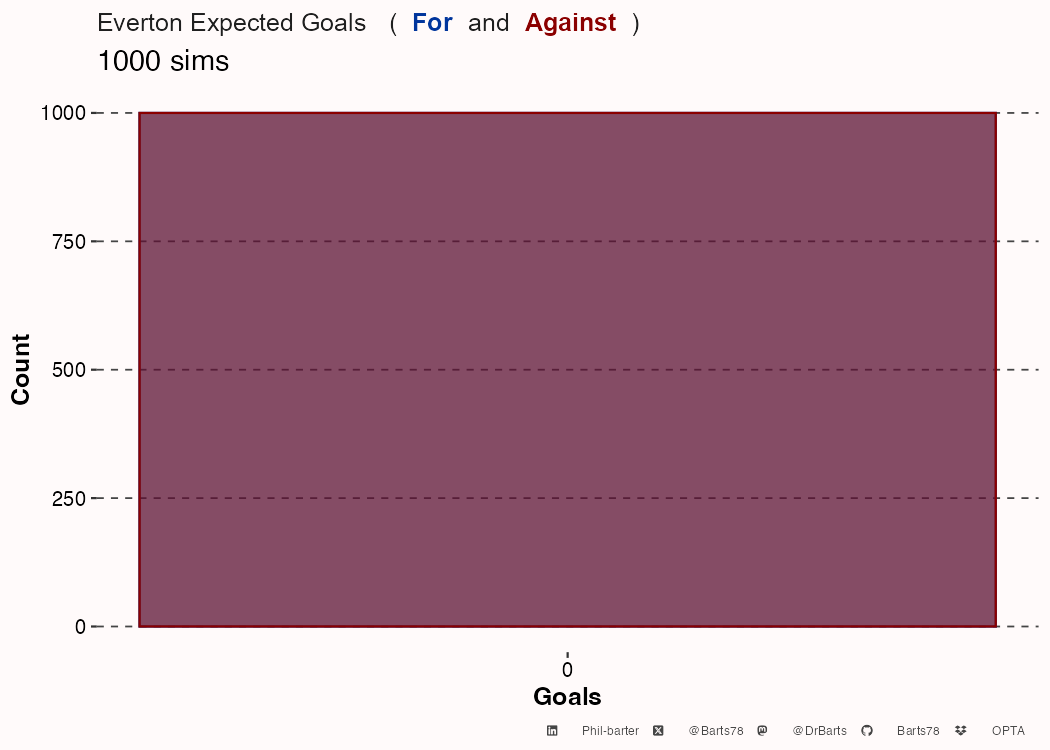 Everton Expected Goals ( For and Against )
1000 sims
1000
750
500
250
0
Count
0
Goals
Phil-barter @Barts78 @DrBarts Barts78 OPTA